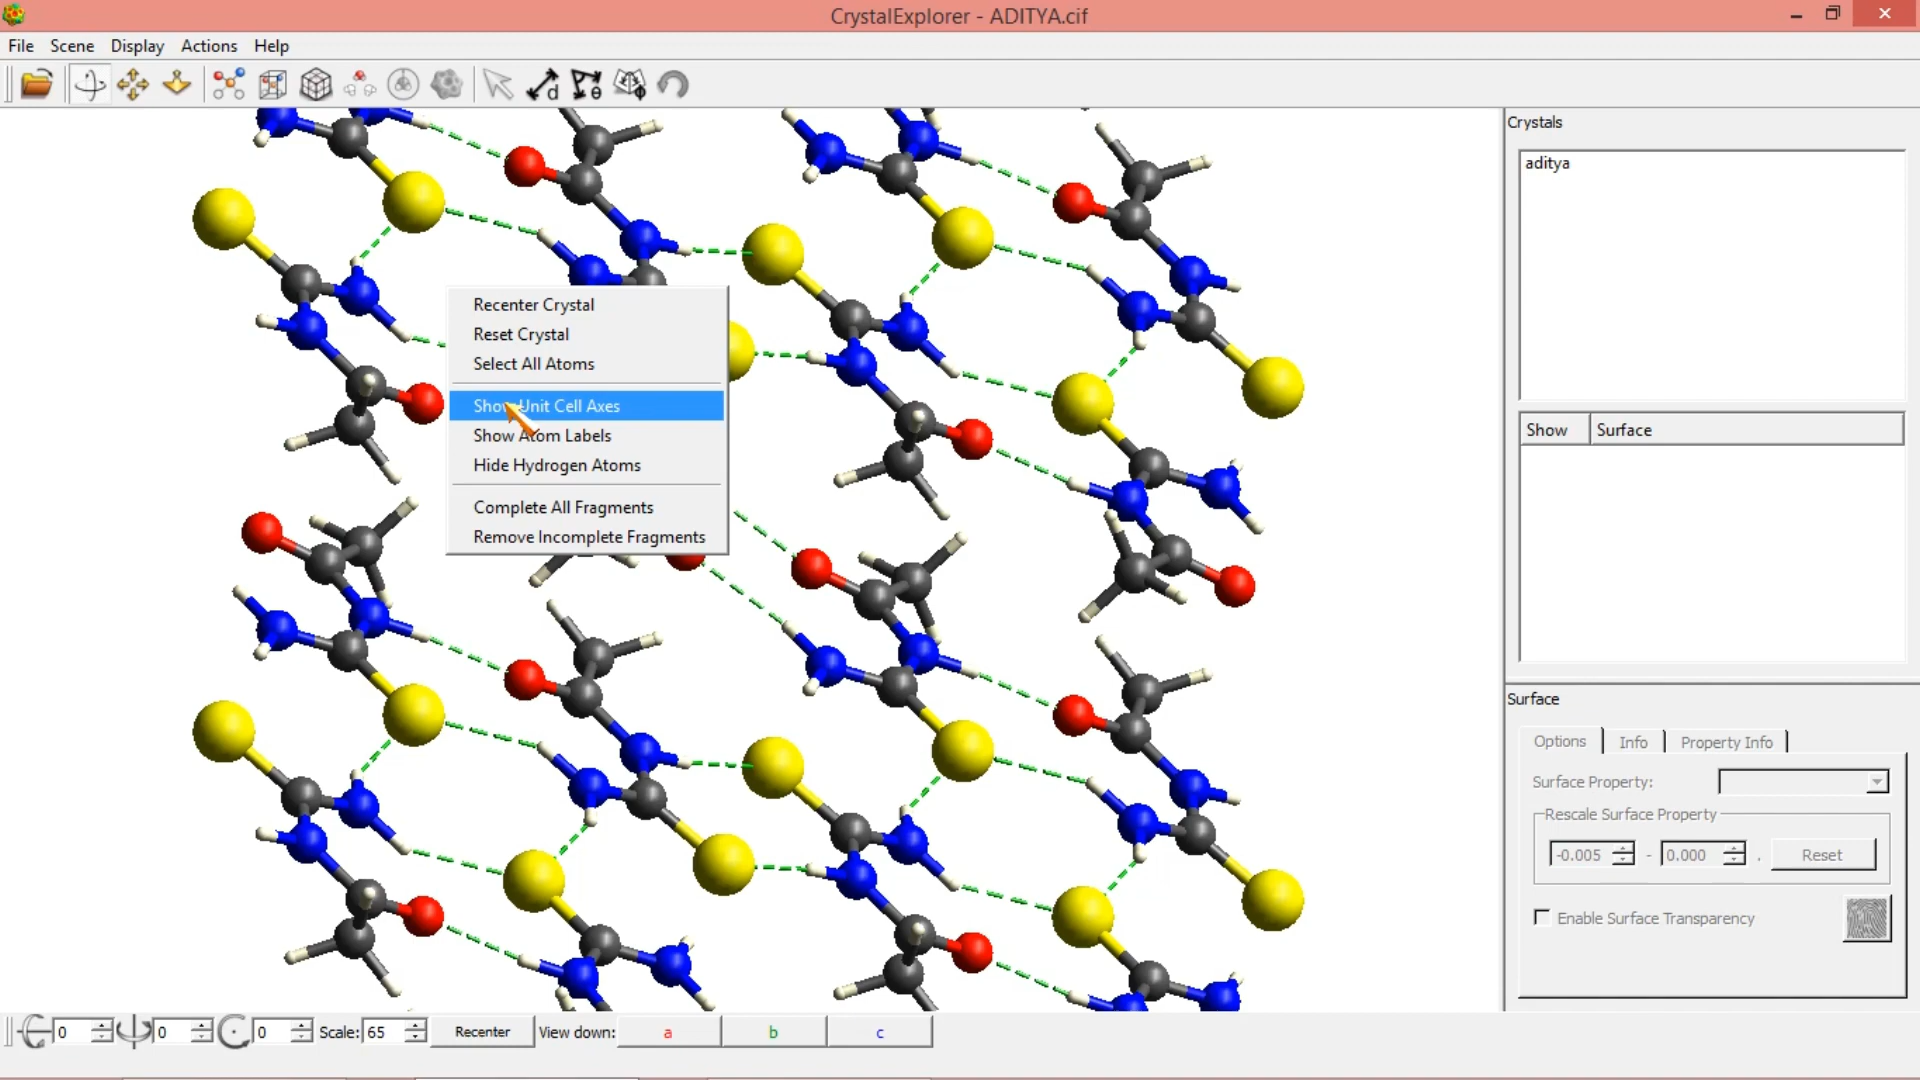 CrystalExplorer - ADITYA.cif
File Scene Display Actions Help
Crystals
aditya
Recenter Crystal
Reset Crystal
Select All Atoms
Show Unit Cell Axes
Show Atom Labels
Hide Hydrogen Atoms
Complete All Fragments
Remove Incomplete Fragments
Show Surface
Surface
Options Info Property Info
Surface Property:
Rescale Surface Property
-0.005 - 0.000 . Reset
Enable Surface Transparency
0 0 0 Scale: 65 Recenter View down: a b c